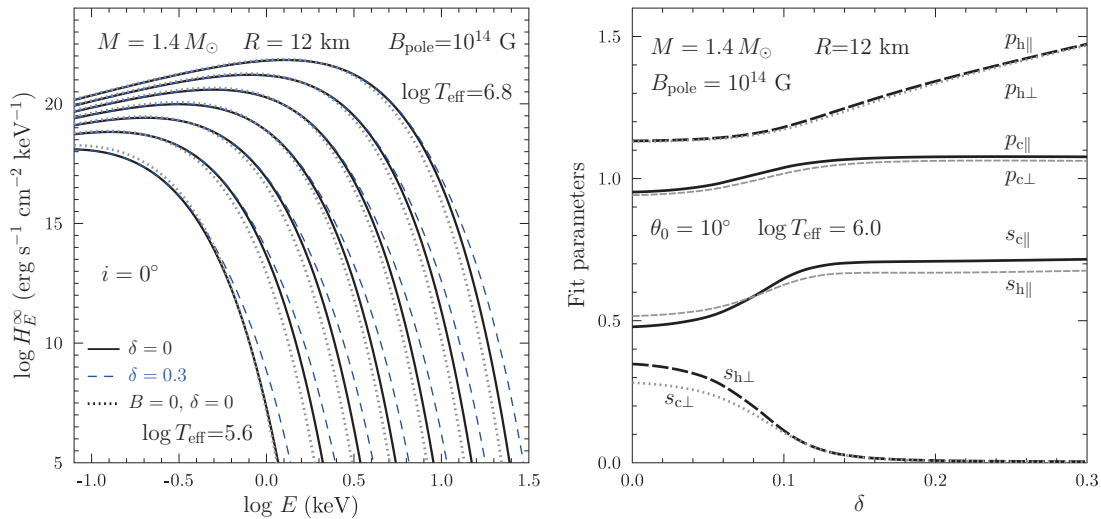 M = 1.4 M⊙ R = 12 km B_pole=10^14 G
log T_eff=6.8
i = 0°
δ = 0
δ = 0.3
B = 0, δ = 0
log T_eff=5.6
log H_E^∞ (erg s^−1 cm^−2 keV^−1)
20
15
10
5
-1.0 -0.5 0.0 0.5 1.0 1.5
log E (keV)
M = 1.4 M⊙ R=12 km
B_pole = 10^14 G
p_h∥
p_h⊥
p_c∥
p_c⊥
θ_0 = 10° log T_eff = 6.0
s_c∥
s_h∥
s_h⊥
s_c⊥
Fit parameters
1.5
1.0
0.5
0.0
0.0 0.1 0.2 0.3
δ